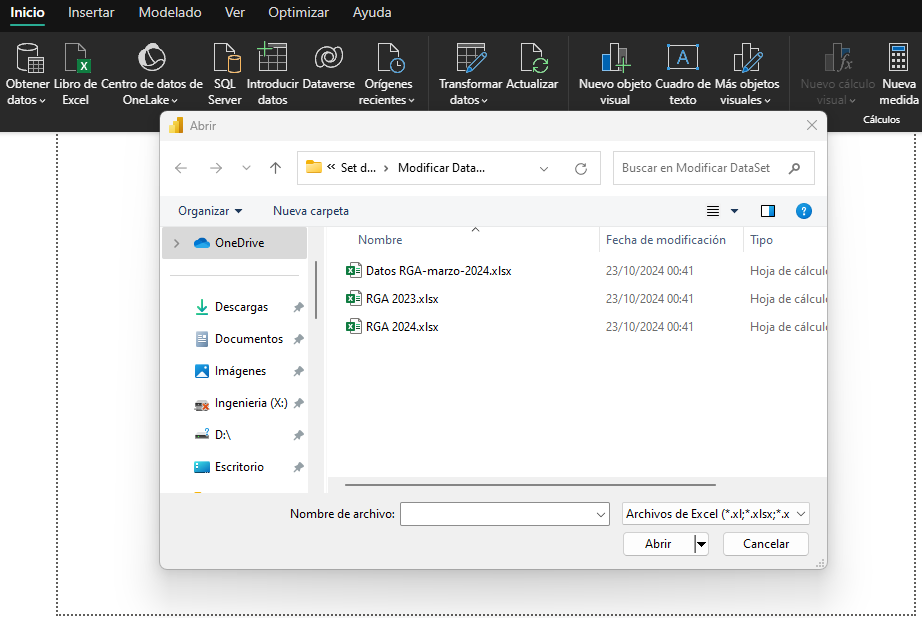 Inicio Insertar Modelado Ver Optimizar Ayuda
Obtener datos
Libro de Excel
Centro de datos de OneLake
SQL Server
Introducir datos
Dataverse
Orígenes recientes
Transformar datos
Actualizar
Nuevo objeto visual
Cuadro de texto
Más objetos visuales
Nuevo cálculo visual
Nueva medida
Cálculos
Abrir
« Set d... › Modificar Data...
Buscar en Modificar DataSet
Organizar Nueva carpeta
?
OneDrive
Descargas
Documentos
Imágenes
Ingenieria (X:)
D:\
Escritorio
Nombre Fecha de modificación Tipo
Datos RGA-marzo-2024.xlsx 23/10/2024 00:41 Hoja de cálculo
RGA 2023.xlsx 23/10/2024 00:41 Hoja de cálculo
RGA 2024.xlsx 23/10/2024 00:41 Hoja de cálculo
Nombre de archivo: Archivos de Excel (*.xl;*.xlsx;*.x
Abrir Cancelar